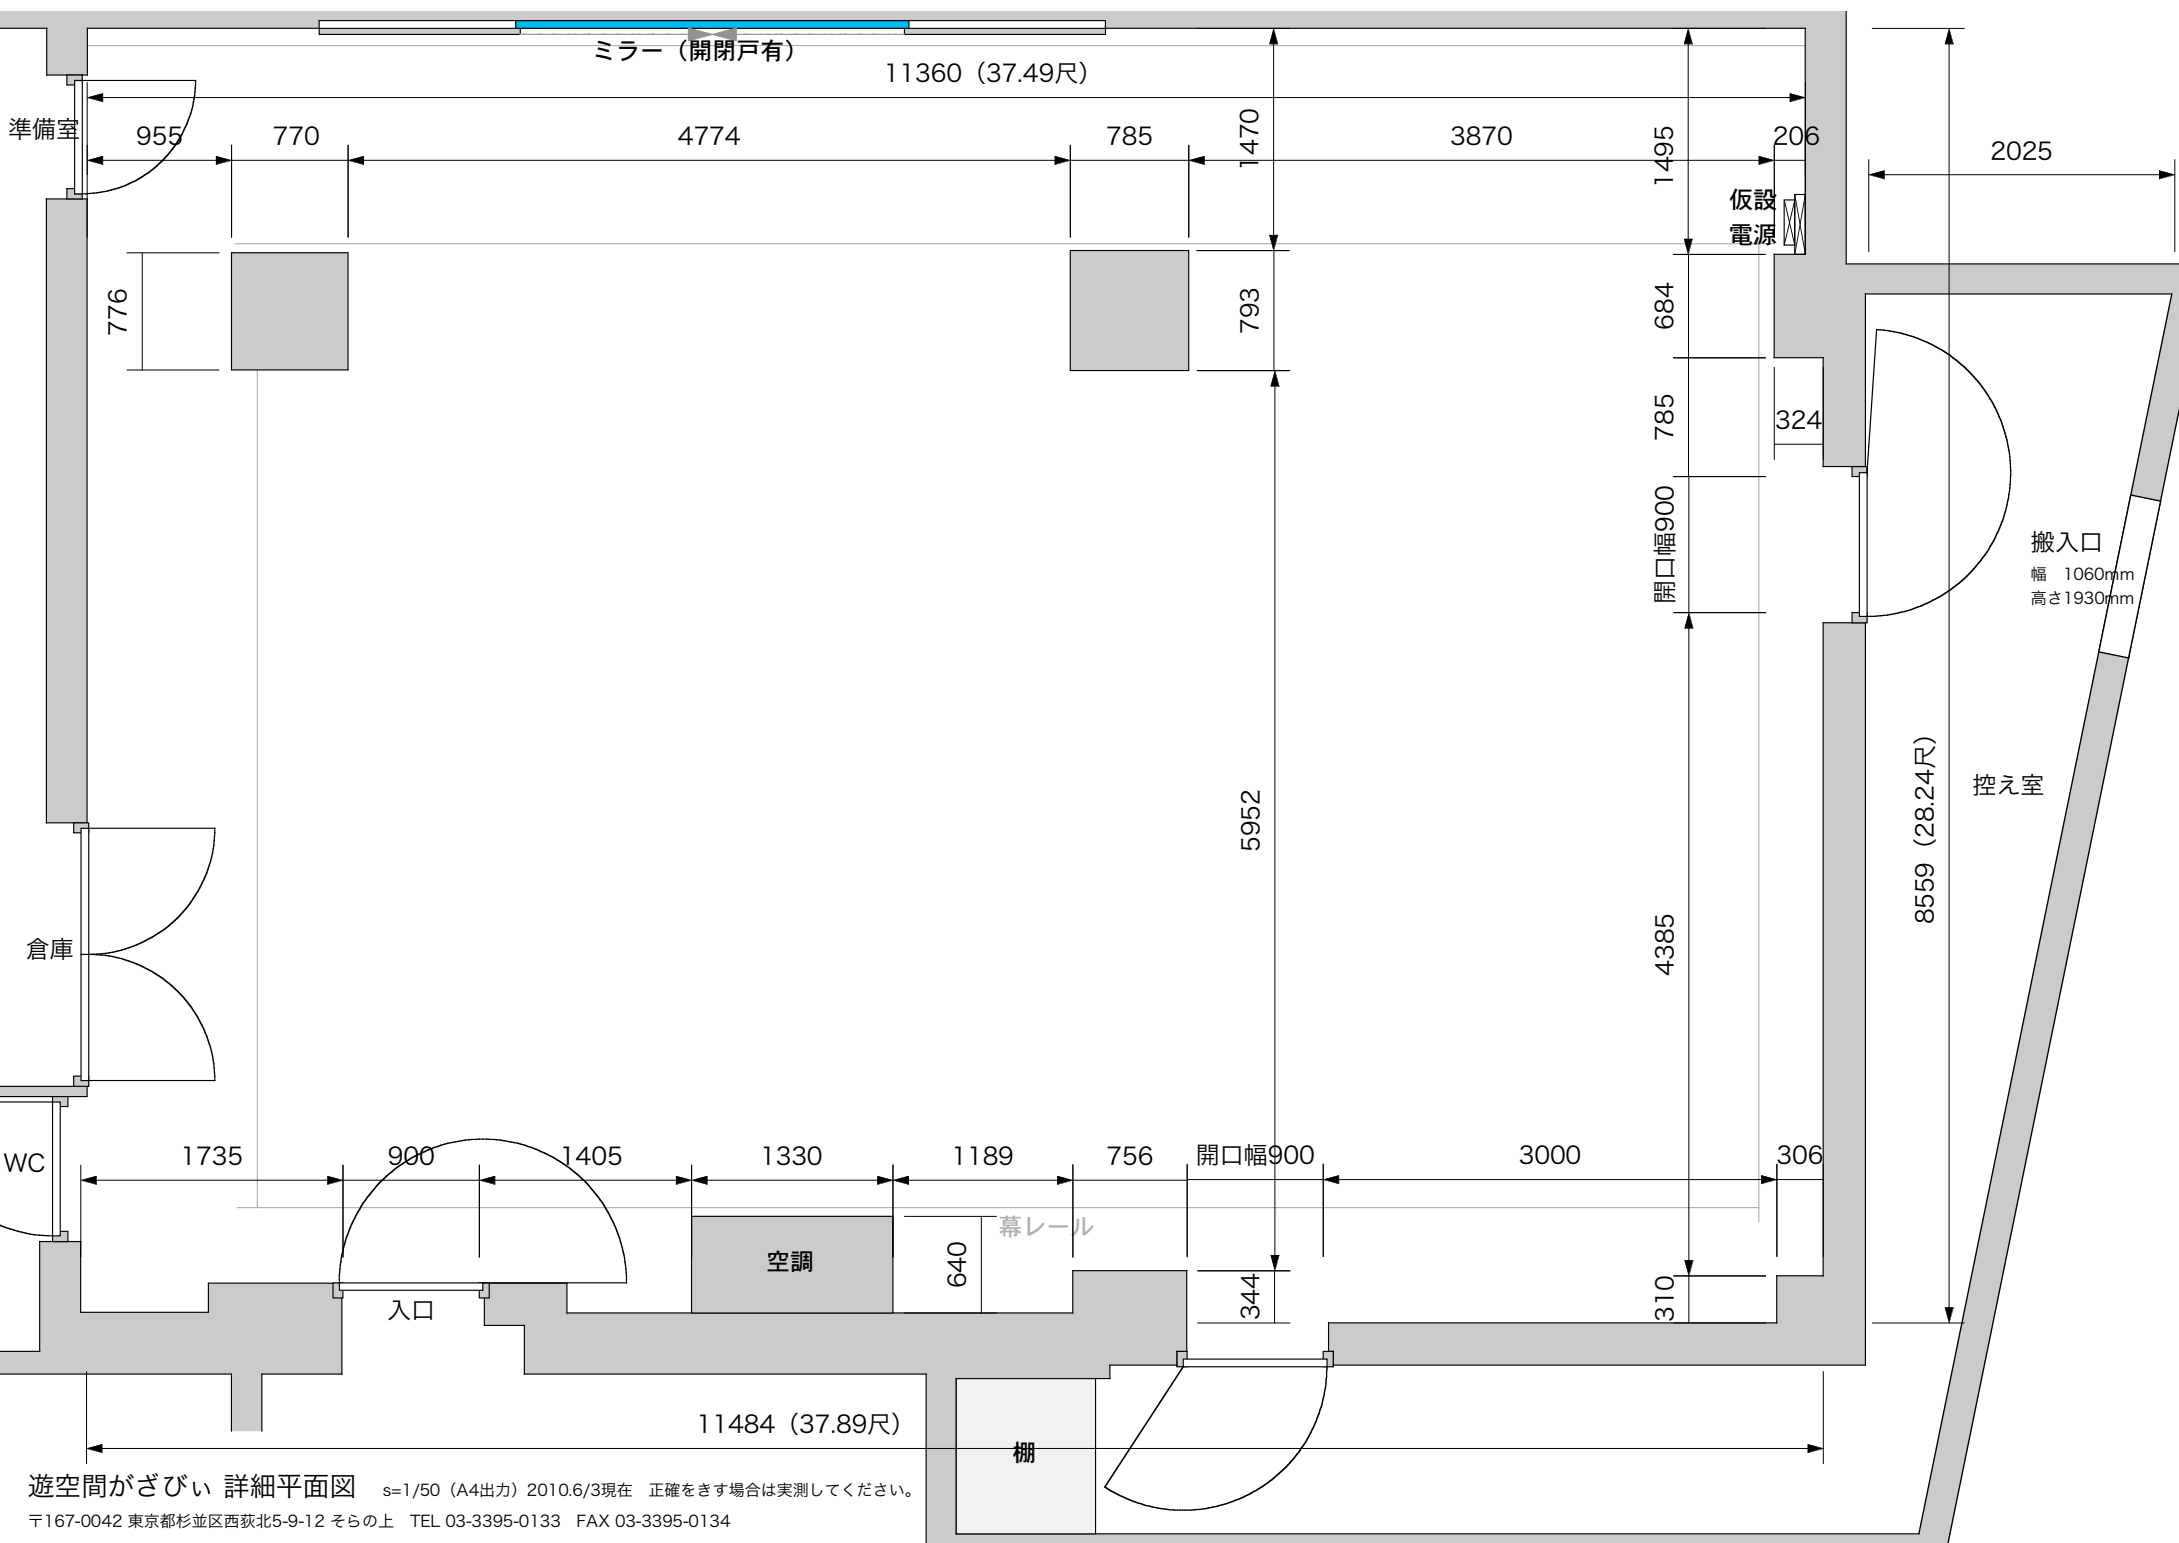 ミラー（開閉戸有）
11360（37.49尺）
準備室
955
770
4774
785
1470
3870
1495
206
2025
仮設
電源
776
793
684
785
324
開口幅900
搬入口
幅　1060mm
高さ1930mm
5952
8559（28.24尺）
控え室
4385
倉庫
WC
1735
900
1405
1330
1189
756
開口幅900
3000
306
幕レール
空調
640
344
310
入口
11484（37.89尺）
棚
遊空間がざびぃ 詳細平面図　s=1/50（A4出力）2010.6/3現在　正確をきす場合は実測してください。
〒167-0042 東京都杉並区西荻北5-9-12 そらの上　TEL 03-3395-0133　FAX 03-3395-0134